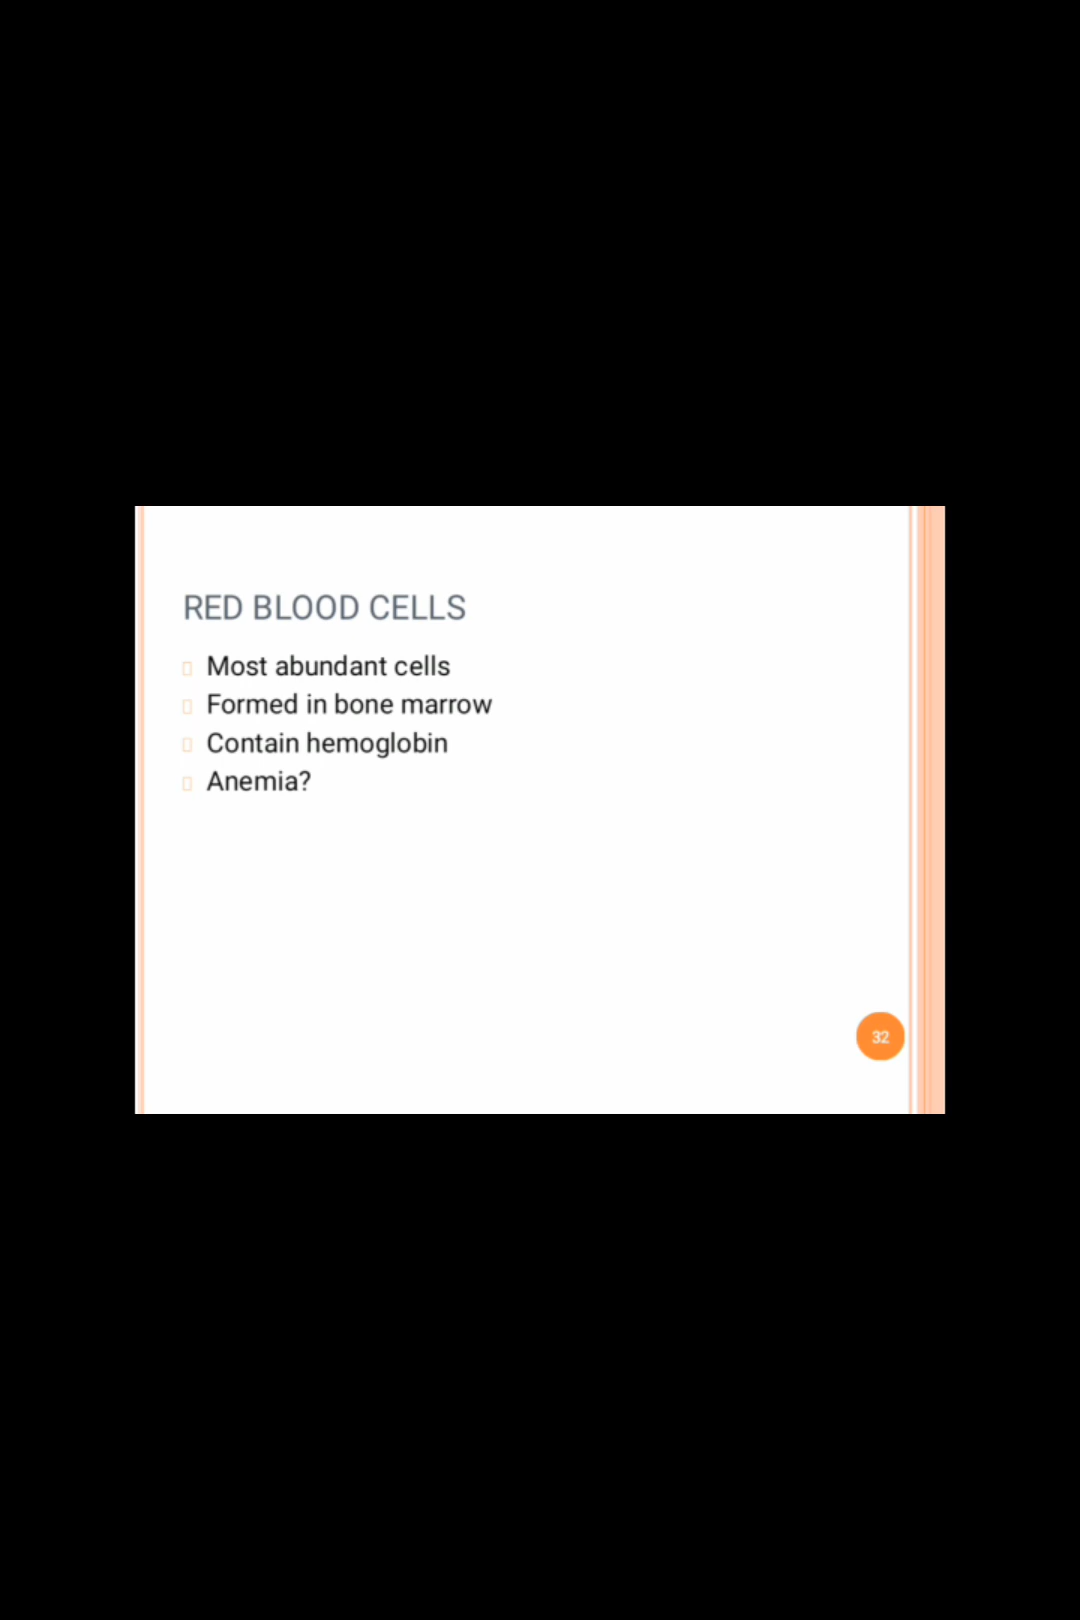 RED BLOOD CELLS
Most abundant cells
Formed in bone marrow
Contain hemoglobin
Anemia?
32